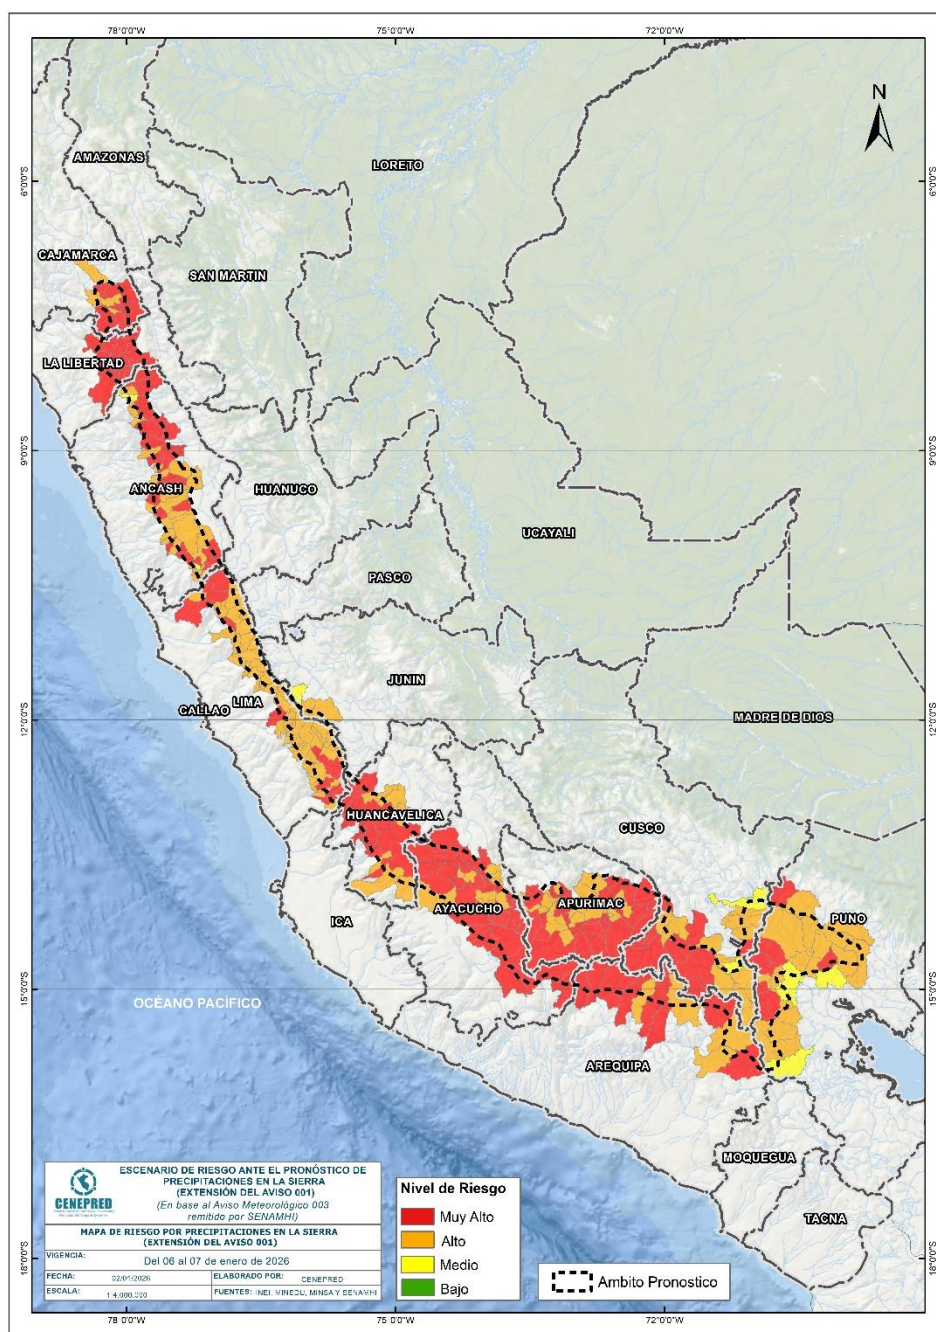 78°0'0"W 75°0'0"W 72°0'0"W
N
AMAZONAS
LORETO
6°0'0"S 6°0'0"S
CAJAMARCA
SAN MARTIN
LA LIBERTAD
9°0'0"S 9°0'0"S
ANCASH
HUANUCO
UCAYALI
PASCO
JUNIN
LIMA
CALLAO
MADRE DE DIOS
12°0'0"S 12°0'0"S
HUANCAVELICA
CUSCO
AYACUCHO
APURIMAC
ICA
PUNO
OCÉANO PACÍFICO
15°0'0"S 15°0'0"S
AREQUIPA
MOQUEGUA
TACNA
18°0'0"S 18°0'0"S
CENEPRED
ESCENARIO DE RIESGO ANTE EL PRONÓSTICO DE
PRECIPITACIONES EN LA SIERRA
(EXTENSIÓN DEL AVISO 001)
(En base al Aviso Meteorológico 003
remitido por SENAMHI)
MAPA DE RIESGO POR PRECIPITACIONES EN LA SIERRA
(EXTENSIÓN DEL AVISO 001)
VIGENCIA:
Del 06 al 07 de enero de 2026
FECHA: 02/01/2026 ELABORADO POR: CENEPRED
ESCALA: 1:4.000.000 FUENTES: INEI, MINEDU, MINSA Y SENAMHI
Nivel de Riesgo
Muy Alto
Alto
Medio
Bajo
Ambito Pronostico
78°0'0"W 75°0'0"W 72°0'0"W